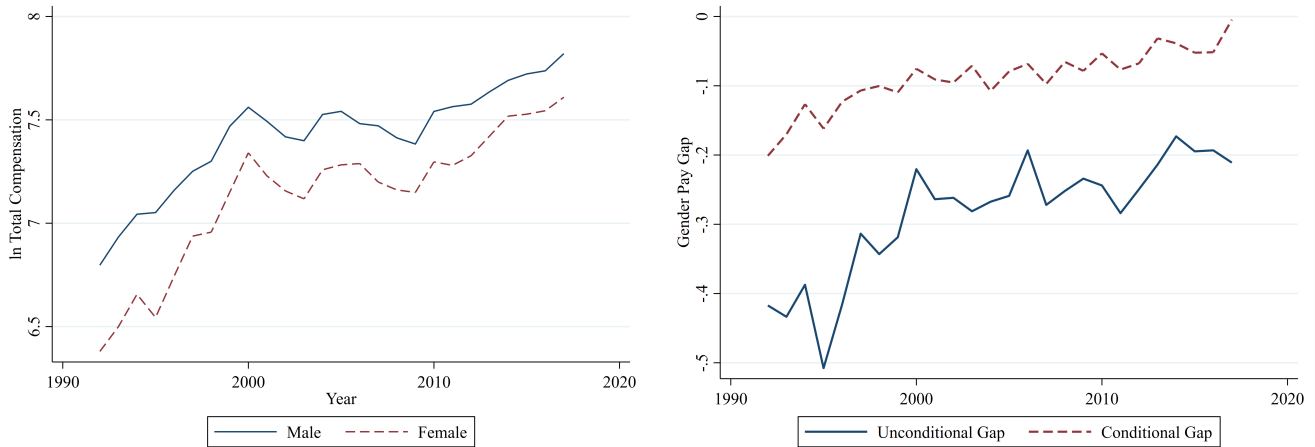 ln Total Compensation
8
7.5
7
6.5
1990 2000 2010 2020
Year
Male Female
Gender Pay Gap
0
-.1
-.2
-.3
-.4
-.5
1990 2000 2010 2020
Unconditional Gap Conditional Gap